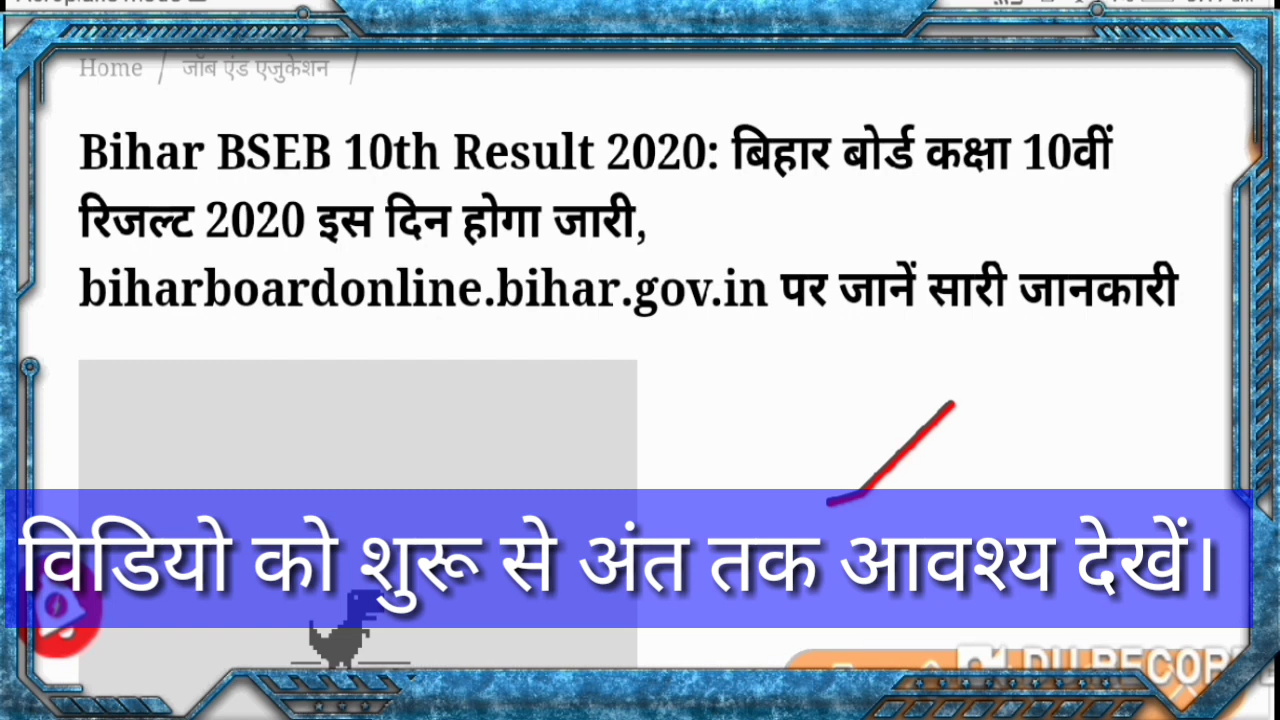 Home / जॉब एंड एजुकेशन /
Bihar BSEB 10th Result 2020: बिहार बोर्ड कक्षा 10वीं
रिजल्ट 2020 इस दिन होगा जारी,
biharboardonline.bihar.gov.in पर जानें सारी जानकारी
विडियो को शुरू से अंत तक आवश्य देखें।